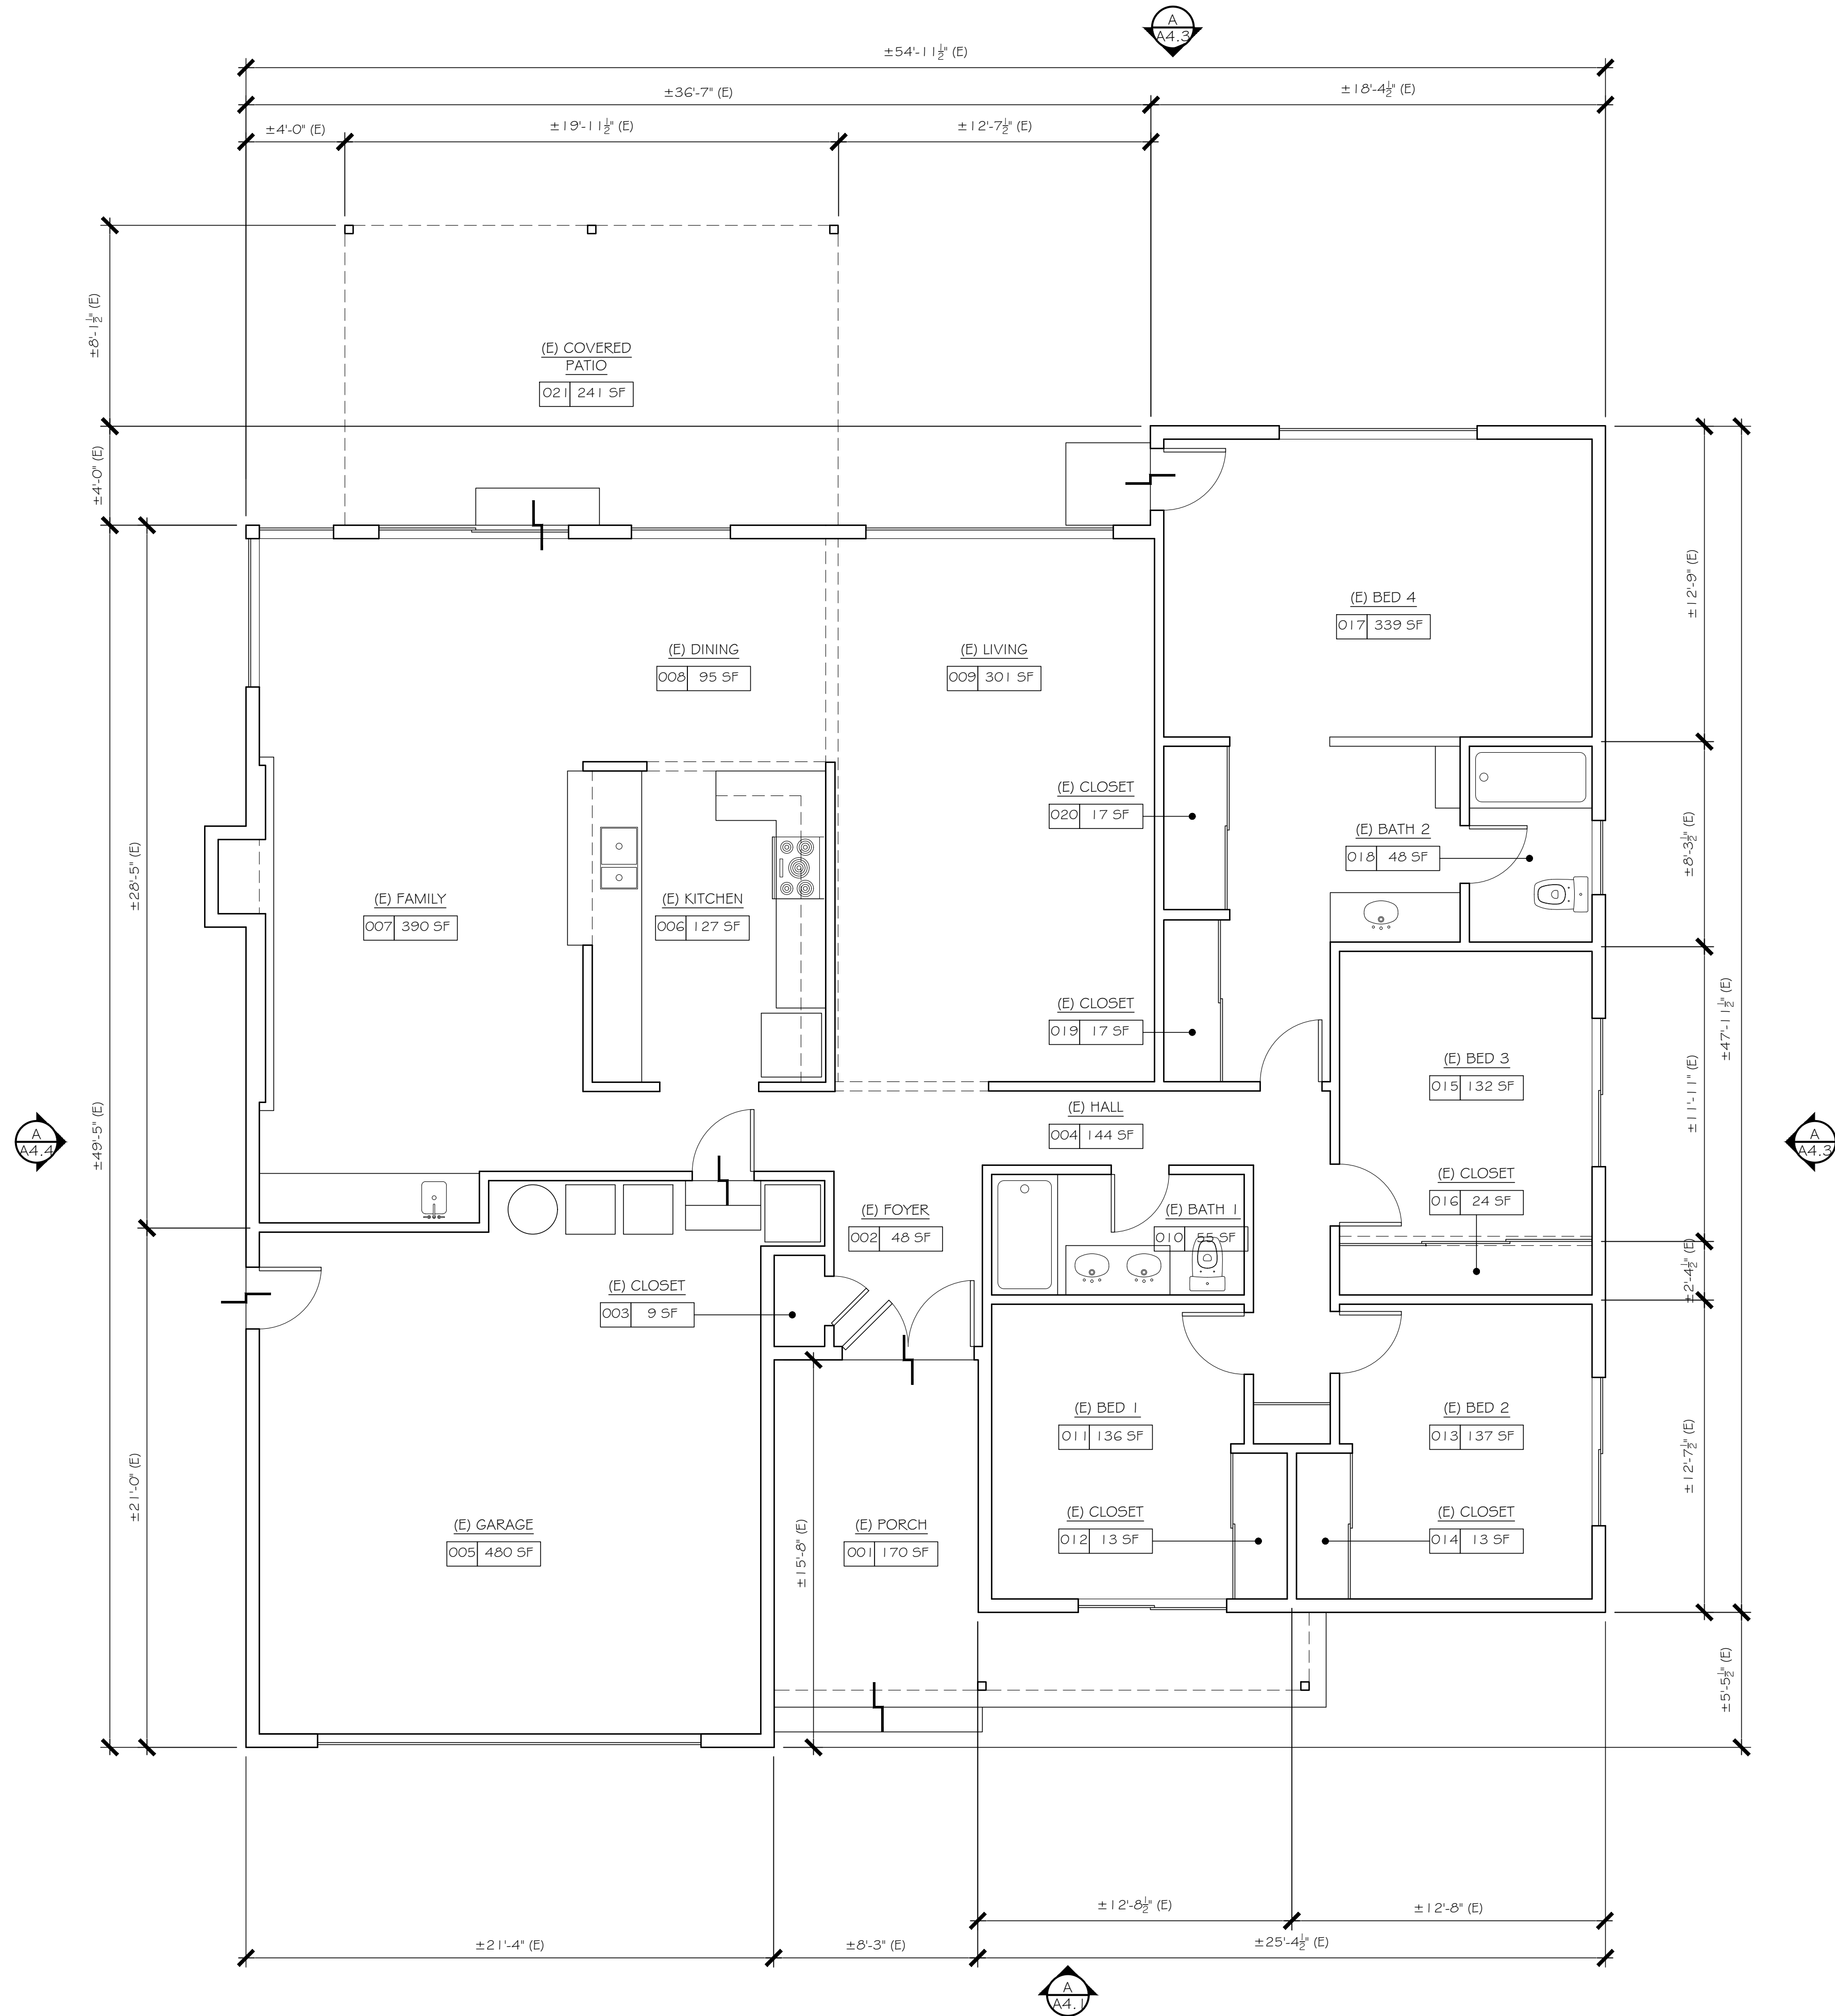 A
A4.3
±54'-11½" (E)
±36'-7" (E)
±18'-4½" (E)
±4'-0" (E)
±19'-11½" (E)
±12'-7½" (E)
±8'-1½" (E)
±4'-0" (E)
(E) COVERED
PATIO
021 241 SF
(E) BED 4
017 339 SF
±12'-9" (E)
(E) DINING
008 95 SF
(E) LIVING
009 301 SF
(E) CLOSET
020 17 SF
(E) BATH 2
018 48 SF
±8'-3½" (E)
±28'-5" (E)
(E) FAMILY
007 390 SF
(E) KITCHEN
006 127 SF
(E) CLOSET
019 17 SF
±47'-11½" (E)
(E) BED 3
015 132 SF
±11'-11" (E)
(E) HALL
004 144 SF
A
A4.4
±49'-5" (E)
A
A4.3
(E) CLOSET
016 24 SF
(E) FOYER
002 48 SF
(E) BATH 1
010 55 SF
±2'-4½" (E)
(E) CLOSET
003 9 SF
(E) BED 1
011 136 SF
(E) BED 2
013 137 SF
±12'-7½" (E)
±21'-0" (E)
(E) GARAGE
005 480 SF
±15'-8" (E)
(E) PORCH
001 170 SF
(E) CLOSET
012 13 SF
(E) CLOSET
014 13 SF
±5'-5½" (E)
±12'-8½" (E)
±12'-8" (E)
±21'-4" (E)
±8'-3" (E)
±25'-4½" (E)
A
A4.1